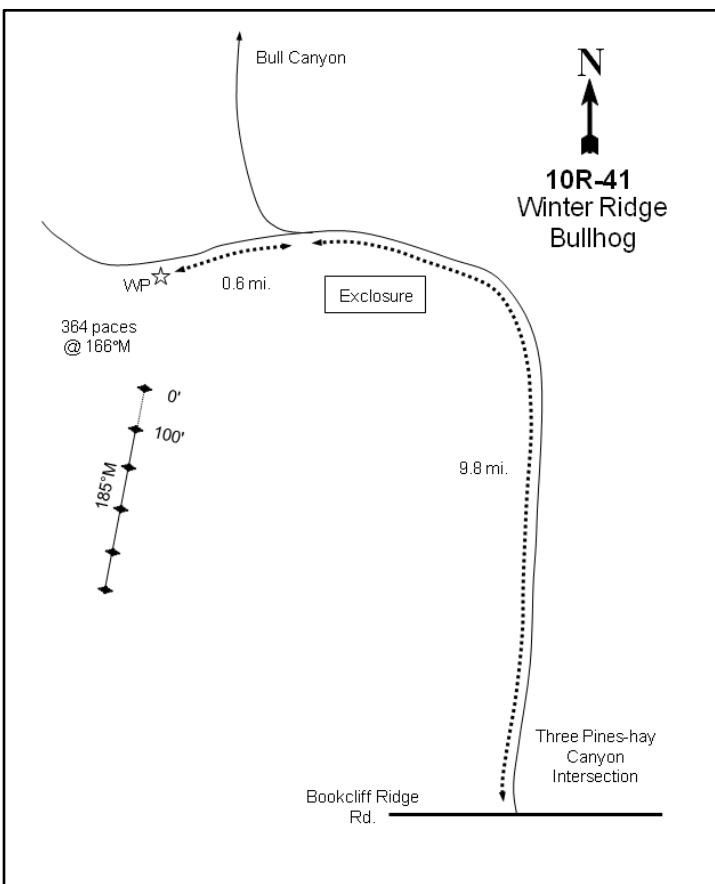 Bull Canyon
N
10R-41
Winter Ridge
Bullhog
WP
0.6 mi.
Exclosure
364 paces
@ 166°M
0'
100'
185°M
9.8 mi.
Three Pines-hay
Canyon
Intersection
Bookcliff Ridge
Rd.